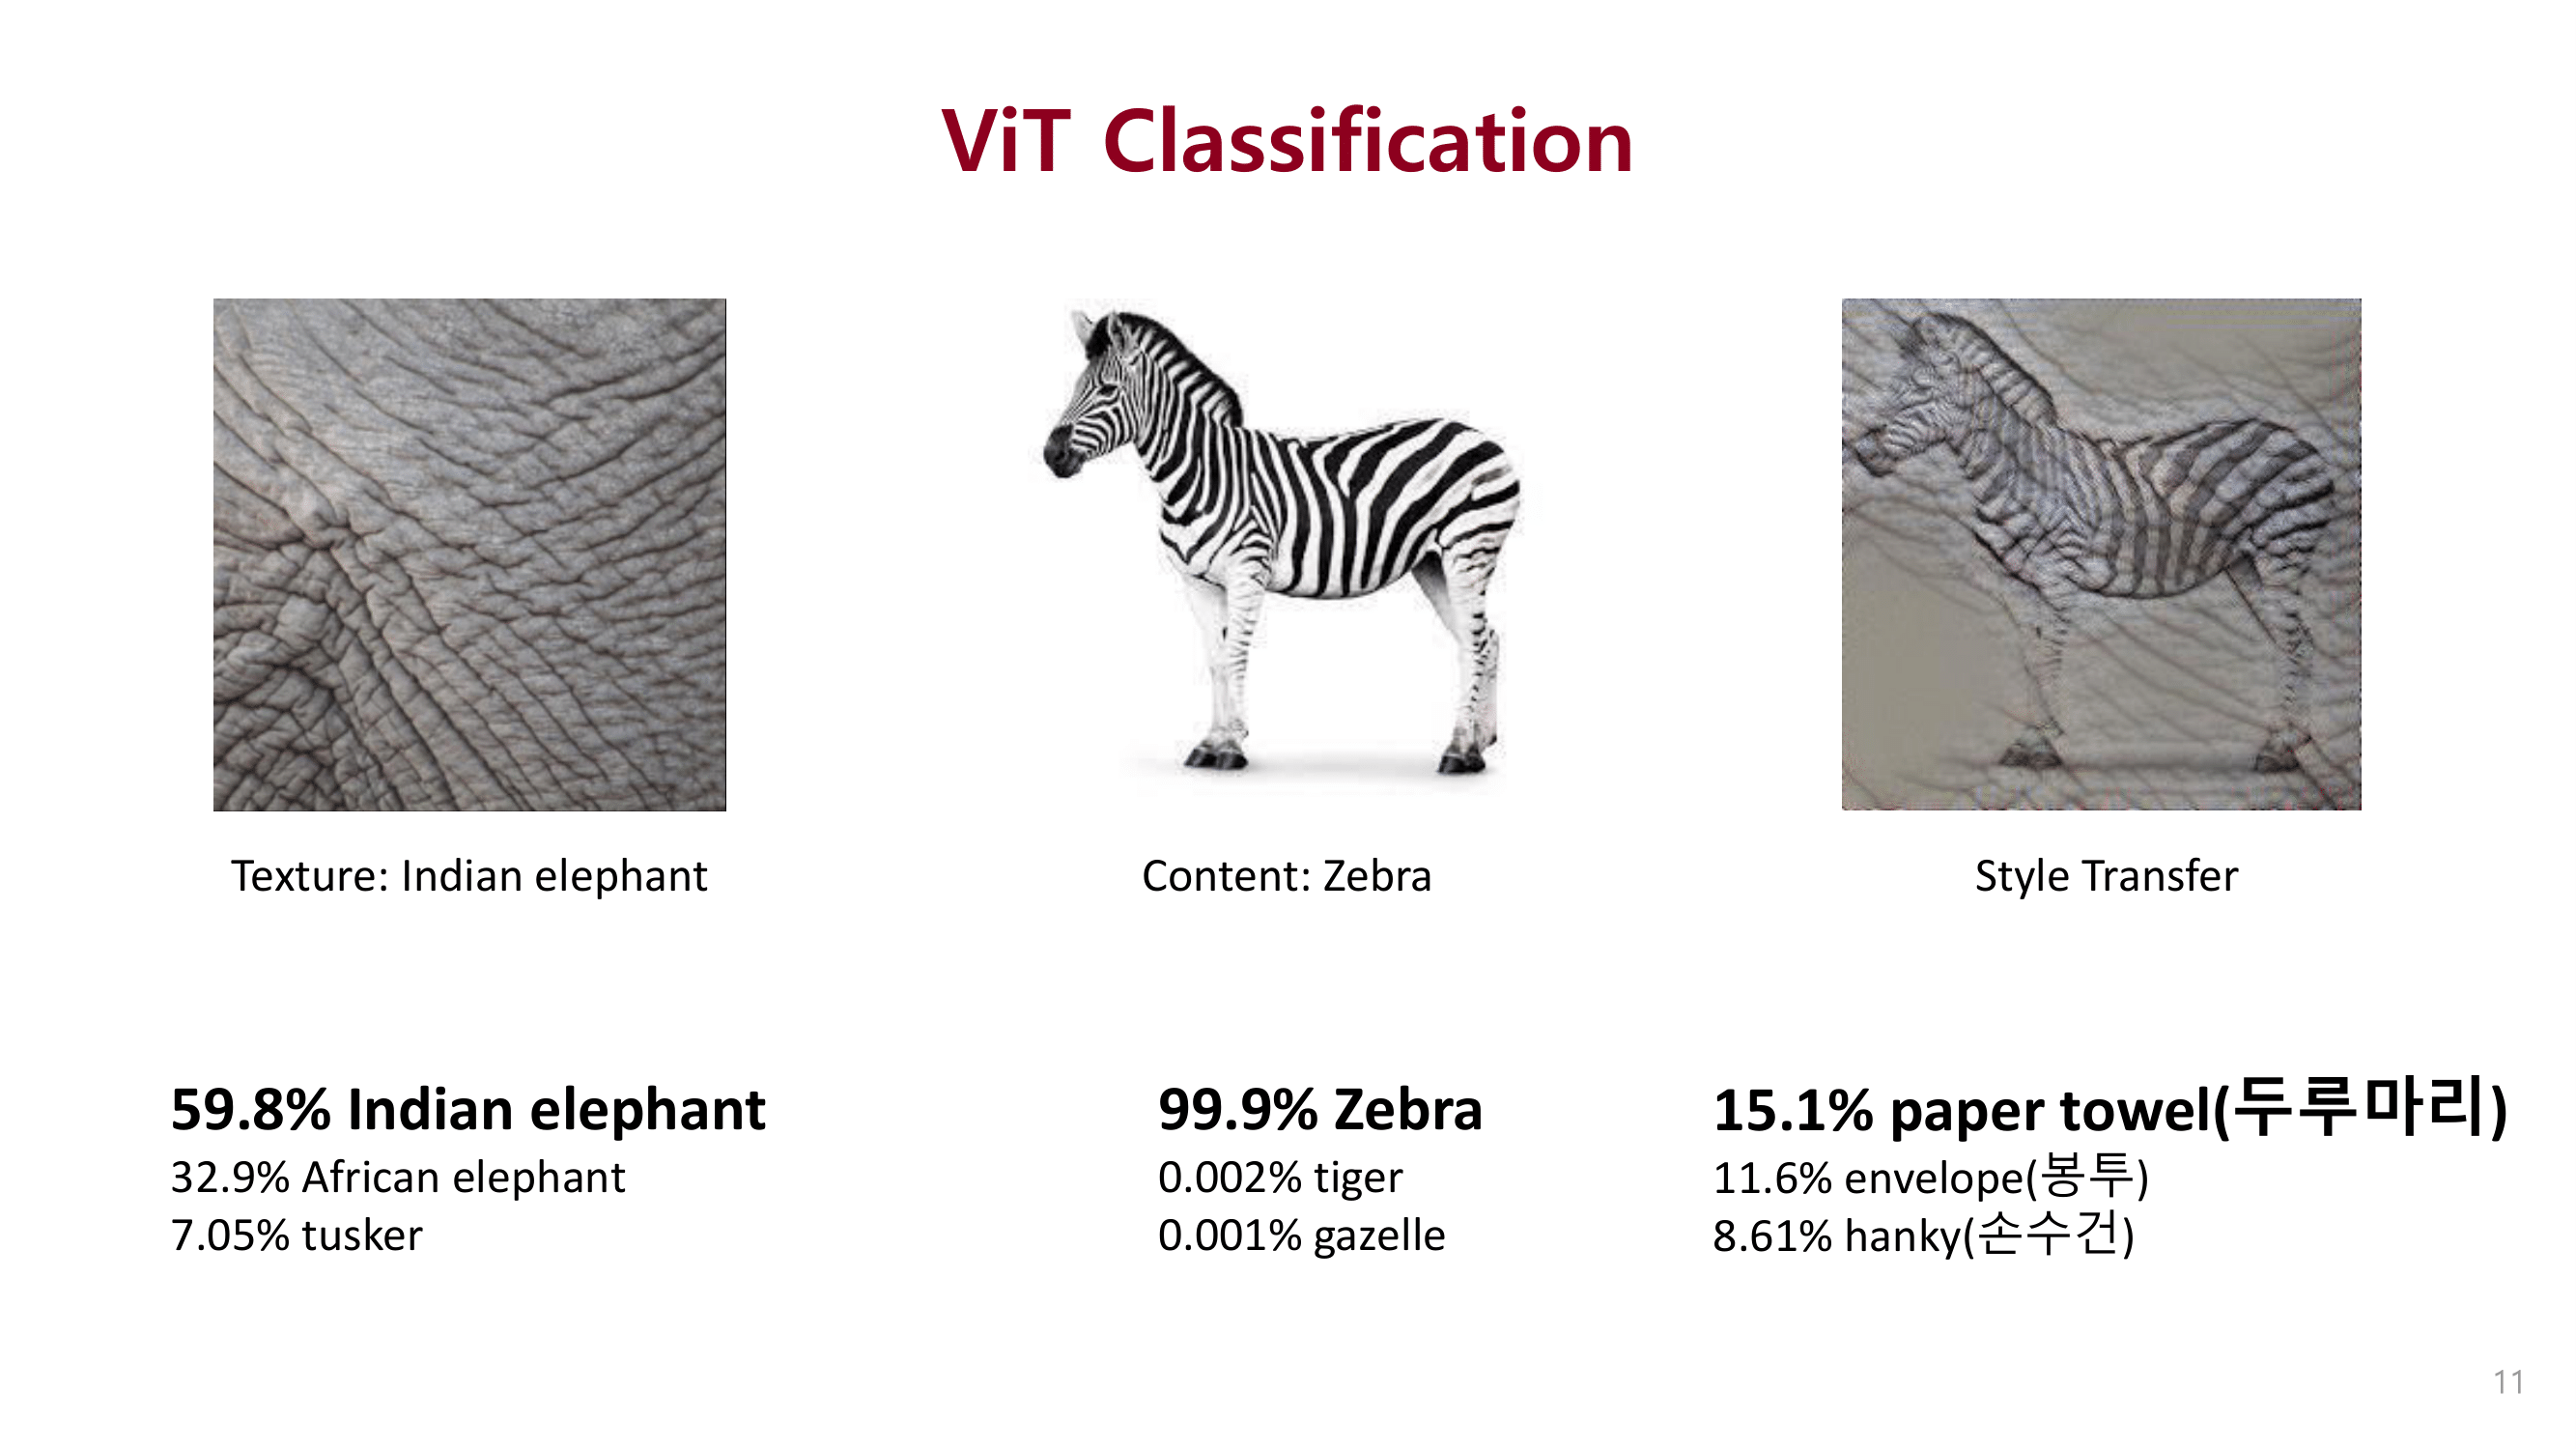 ViT Classification
Texture: Indian elephant
Content: Zebra
Style Transfer
59.8% Indian elephant
32.9% African elephant
7.05% tusker
99.9% Zebra
0.002% tiger
0.001% gazelle
15.1% paper towel(두루마리)
11.6% envelope(봉투)
8.61% hanky(손수건)
11